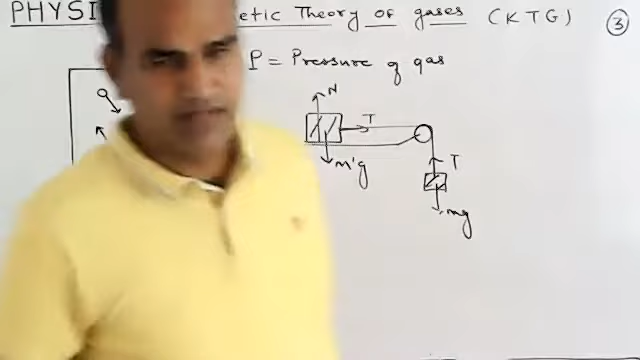 PHYSI etic Theory of gases (KTG) 3
P = Pressure of gas
N
T
m'g
T
mg